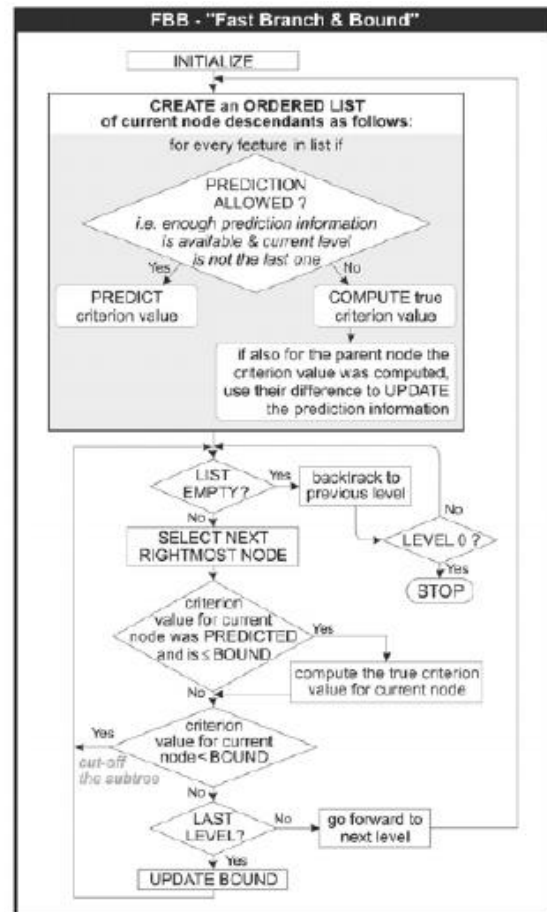 FBB - "Fast Branch & Bound"
INITIALIZE
CREATE an ORDERED LIST
of current node descendants as follows:
for every feature in list if
PREDICTION
ALLOWED ?
i.e. enough prediction information
is available & current level
is not the last one
Yes
No
PREDICT
criterion value
COMPUTE true
criterion value
if also for the parent node the
criterion value was computed,
use their difference to UPDATE
the prediction information
LIST
EMPTY?
Yes
backtrack to
previous level
No
No
SELECT NEXT
RIGHTMOST NODE
LEVEL 0 ?
Yes
STOP
criterion
value for current
node was PREDICTED
and is ≤ BOUND
Yes
compute the true criterion
value for current node
No
criterion
value for current
node< BOUND
Yes
cut-off
the subtree
No
LAST
LEVEL?
No
go forward to
next level
Yes
UPDATE BOUND